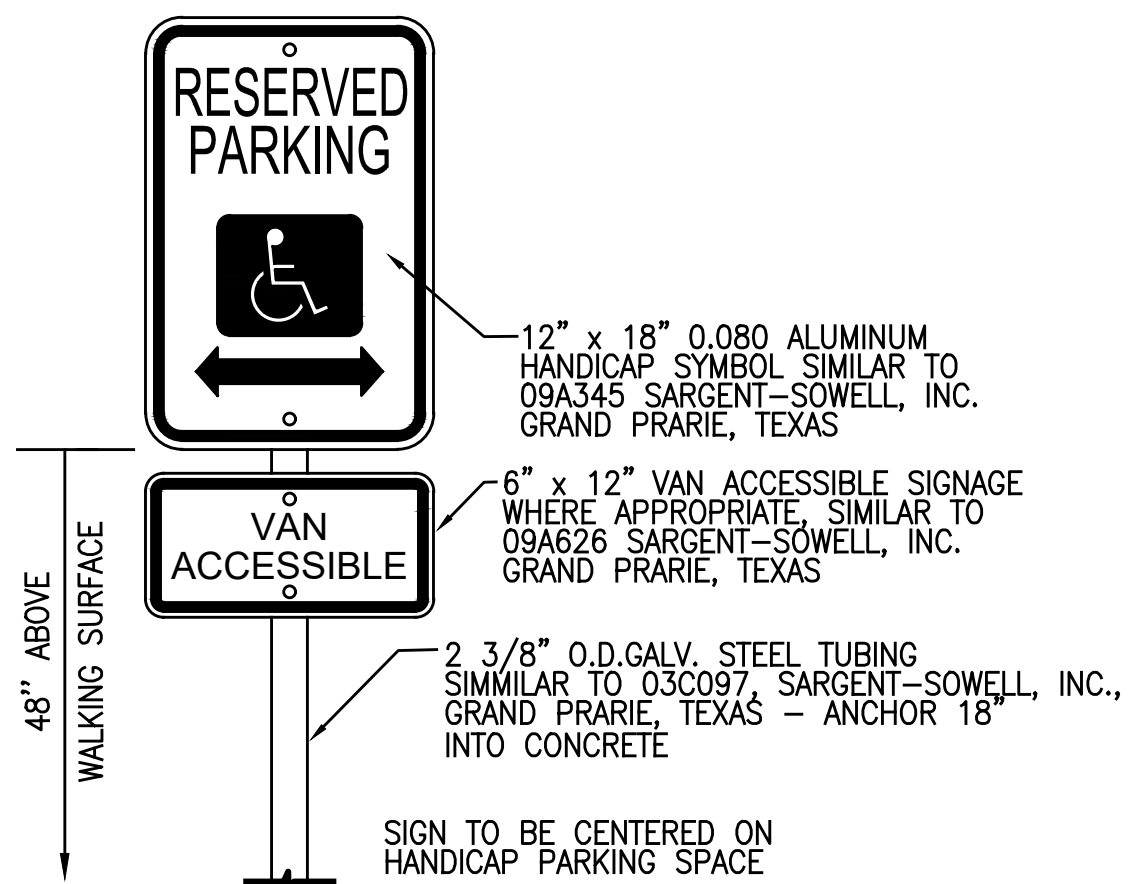 RESERVED
PARKING
12" x 18" 0.080 ALUMINUM
HANDICAP SYMBOL SIMILAR TO
09A345 SARGENT-SOWELL, INC.
GRAND PRARIE, TEXAS
VAN
ACCESSIBLE
6" x 12" VAN ACCESSIBLE SIGNAGE
WHERE APPROPRIATE, SIMILAR TO
09A626 SARGENT-SOWELL, INC.
GRAND PRARIE, TEXAS
48" ABOVE
WALKING SURFACE
2 3/8" O.D.GALV. STEEL TUBING
SIMMILAR TO 03C097, SARGENT-SOWELL, INC.,
GRAND PRARIE, TEXAS - ANCHOR 18"
INTO CONCRETE
SIGN TO BE CENTERED ON
HANDICAP PARKING SPACE